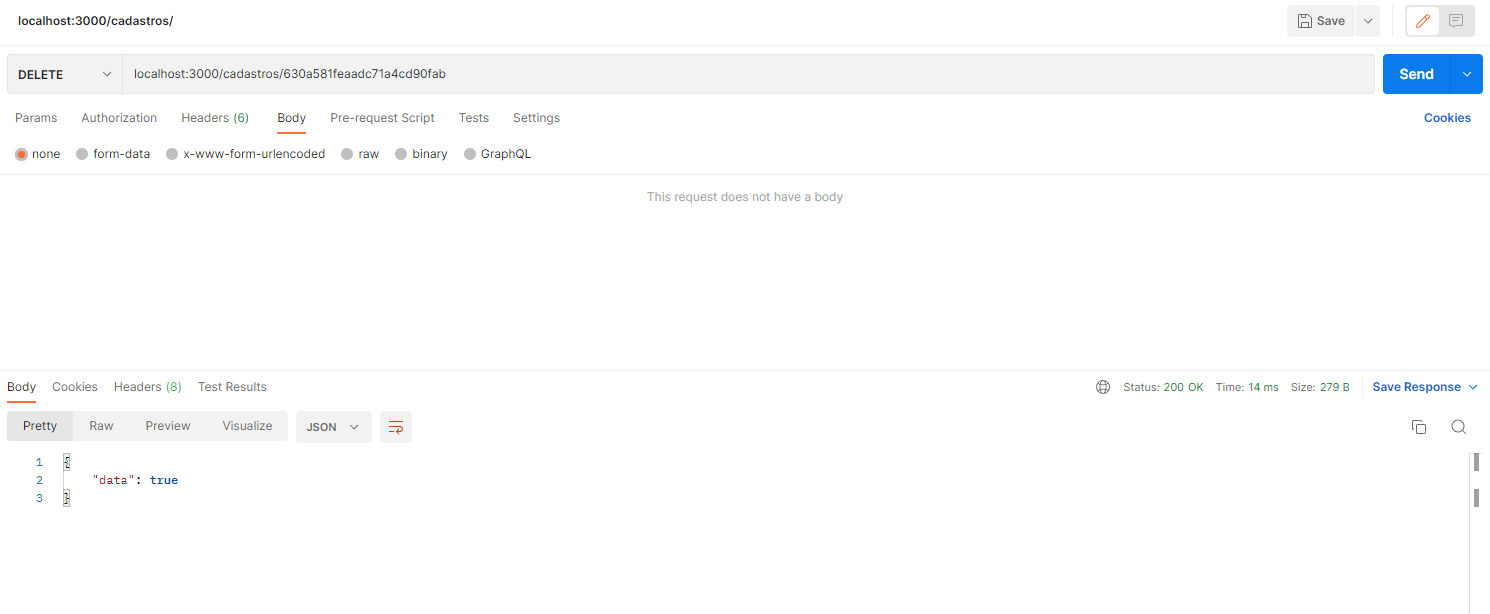 localhost:3000/cadastros/ Save
DELETE localhost:3000/cadastros/630a581feaadc71a4cd90fab Send
Params Authorization Headers (6) Body Pre-request Script Tests Settings Cookies
none form-data x-www-form-urlencoded raw binary GraphQL
This request does not have a body
Body Cookies Headers (8) Test Results Status: 200 OK Time: 14 ms Size: 279 B Save Response
Pretty Raw Preview Visualize JSON
1 {
2 "data": true
3 }